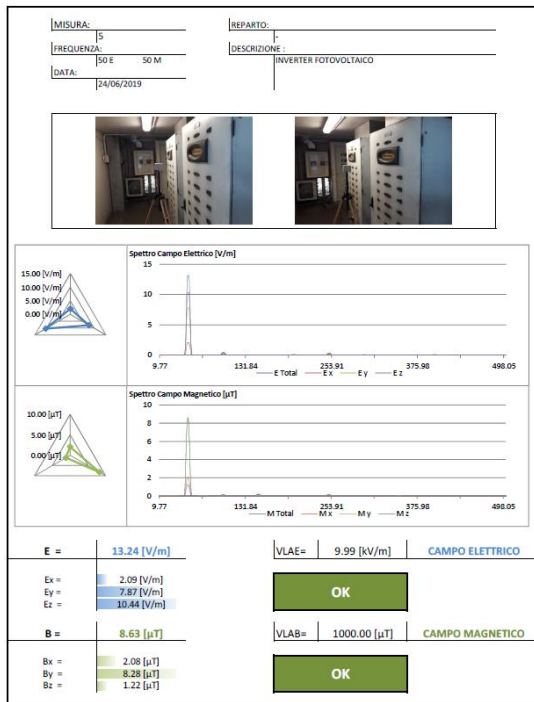 MISURA:
5
FREQUENZA:
50 E 50 M
DATA:
24/06/2019
REPARTO:
-
DESCRIZIONE :
INVERTER FOTOVOLTAICO
15.00 [V/m]
10.00 [V/m]
5.00 [V/m]
0.00 [V/m]
Spettro Campo Elettrico [V/m]
15
10
5
0
9.77 131.84 253.91 375.98 498.05
E Total E x E y E z
10.00 [µT]
5.00 [µT]
0.00 [µT]
Spettro Campo Magnetico [µT]
10
8
6
4
2
0
9.77 131.84 253.91 375.98 498.05
M Total M x M y M z
E = 13.24 [V/m] VLAE= 9.99 [kV/m] CAMPO ELETTRICO
Ex = 2.09 [V/m]
Ey = 7.87 [V/m]
Ez = 10.44 [V/m]
OK
B = 8.63 [µT] VLAB= 1000.00 [µT] CAMPO MAGNETICO
Bx = 2.08 [µT]
By = 8.28 [µT]
Bz = 1.22 [µT]
OK